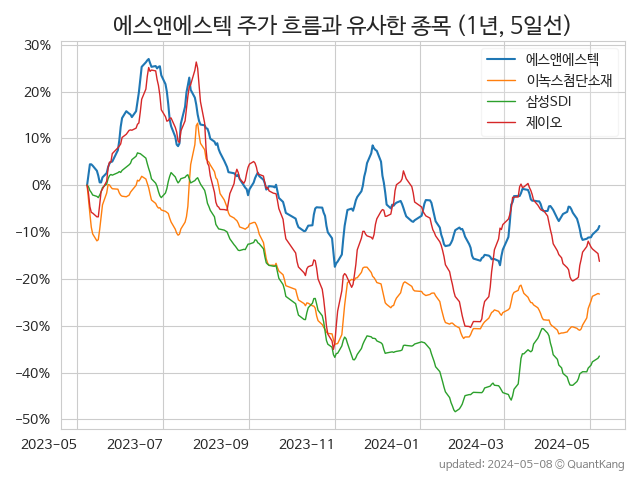 에스앤에스텍 주가 흐름과 유사한 종목 (1년, 5일선)
에스앤에스텍
이녹스첨단소재
삼성SDI
제이오
30%
20%
10%
0%
−10%
−20%
−30%
−40%
−50%
2023-05 2023-07 2023-09 2023-11 2024-01 2024-03 2024-05
updated: 2024-05-08 © QuantKang